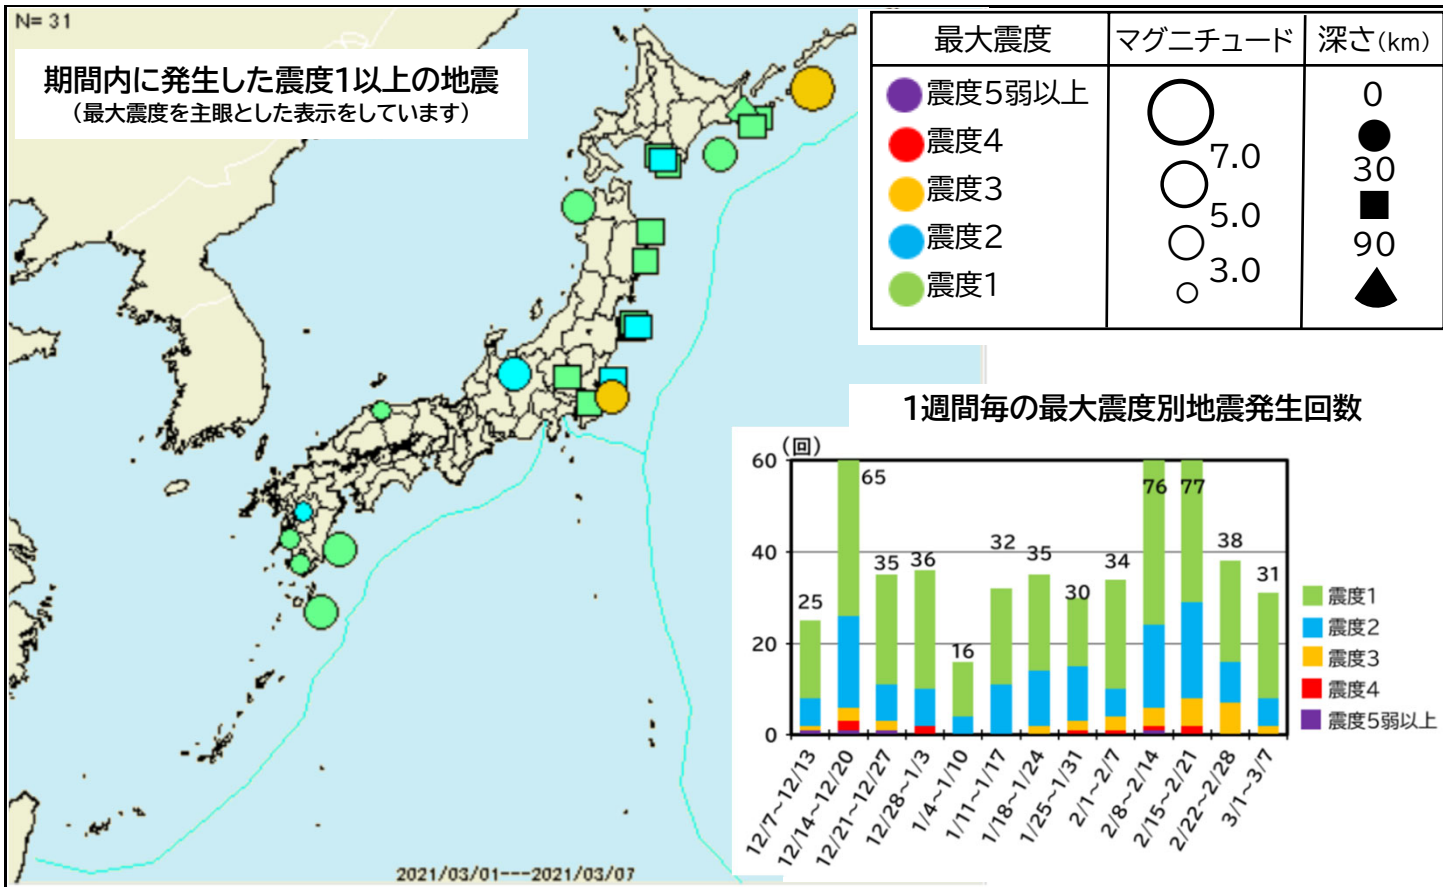 N= 31
期間内に発生した震度1以上の地震
(最大震度を主眼とした表示をしています)
最大震度 マグニチュード 深さ(km)
震度5弱以上
震度4
震度3
震度2
震度1
7.0
5.0
3.0
0
30
90
1週間毎の最大震度別地震発生回数
(回)
60
40
20
0
25
65
35
36
16
32
35
30
34
76
77
38
31
12/7~12/13
12/14~12/20
12/21~12/27
12/28~1/3
1/4~1/10
1/11~1/17
1/18~1/24
1/25~1/31
2/1~2/7
2/8~2/14
2/15~2/21
2/22~2/28
3/1~3/7
震度1
震度2
震度3
震度4
震度5弱以上
2021/03/01---2021/03/07